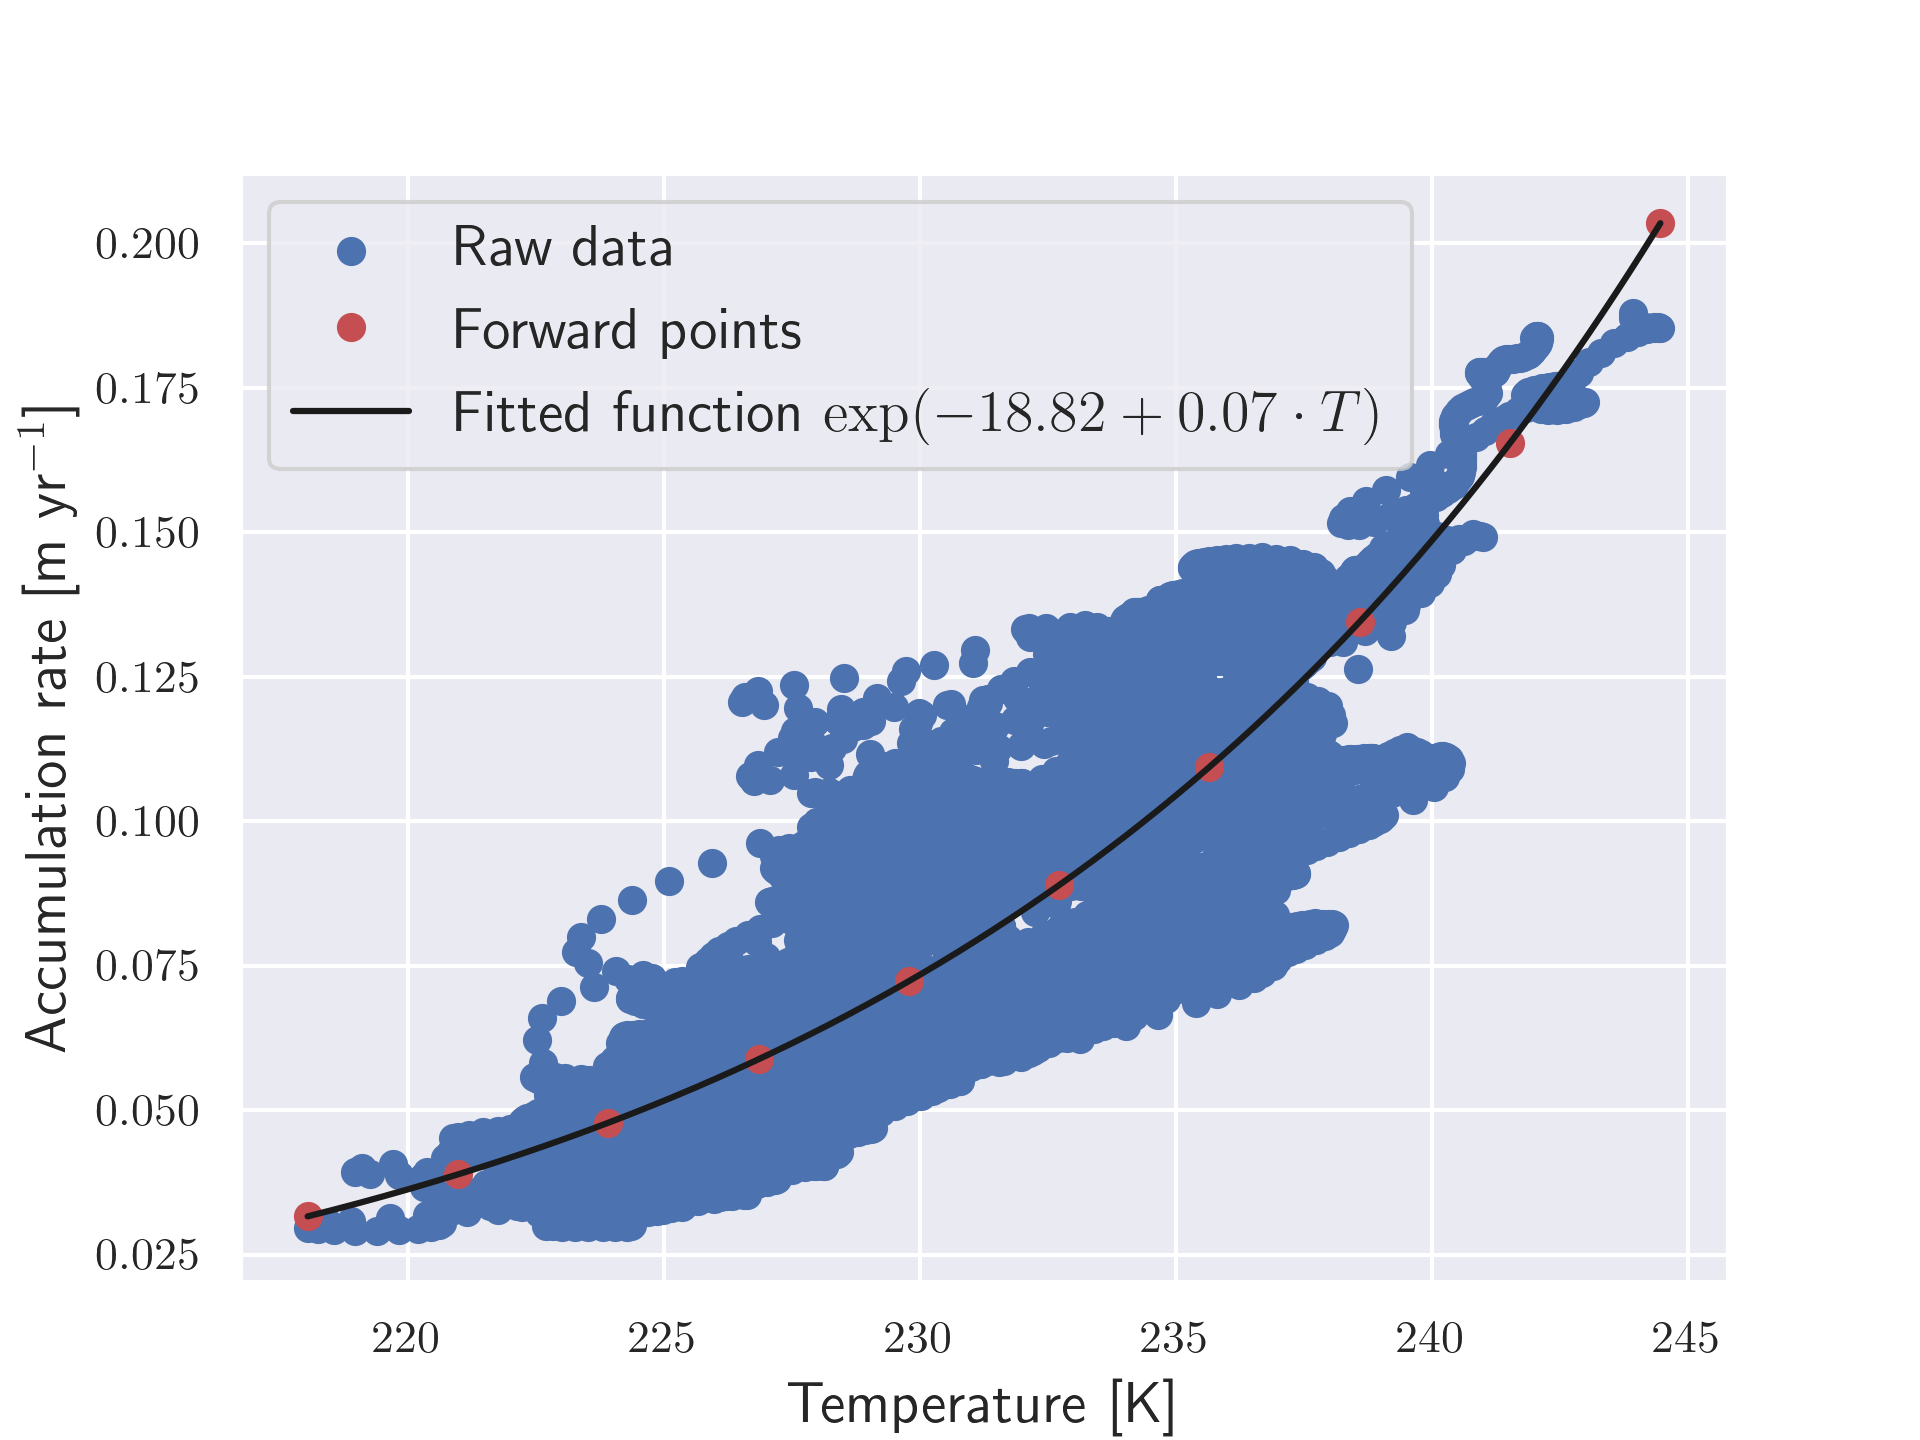 Raw data
Forward points
Fitted function exp(−18.82 + 0.07 · T)
0.200
0.175
0.150
0.125
0.100
0.075
0.050
0.025
Accumulation rate [m yr⁻¹]
220 225 230 235 240 245
Temperature [K]